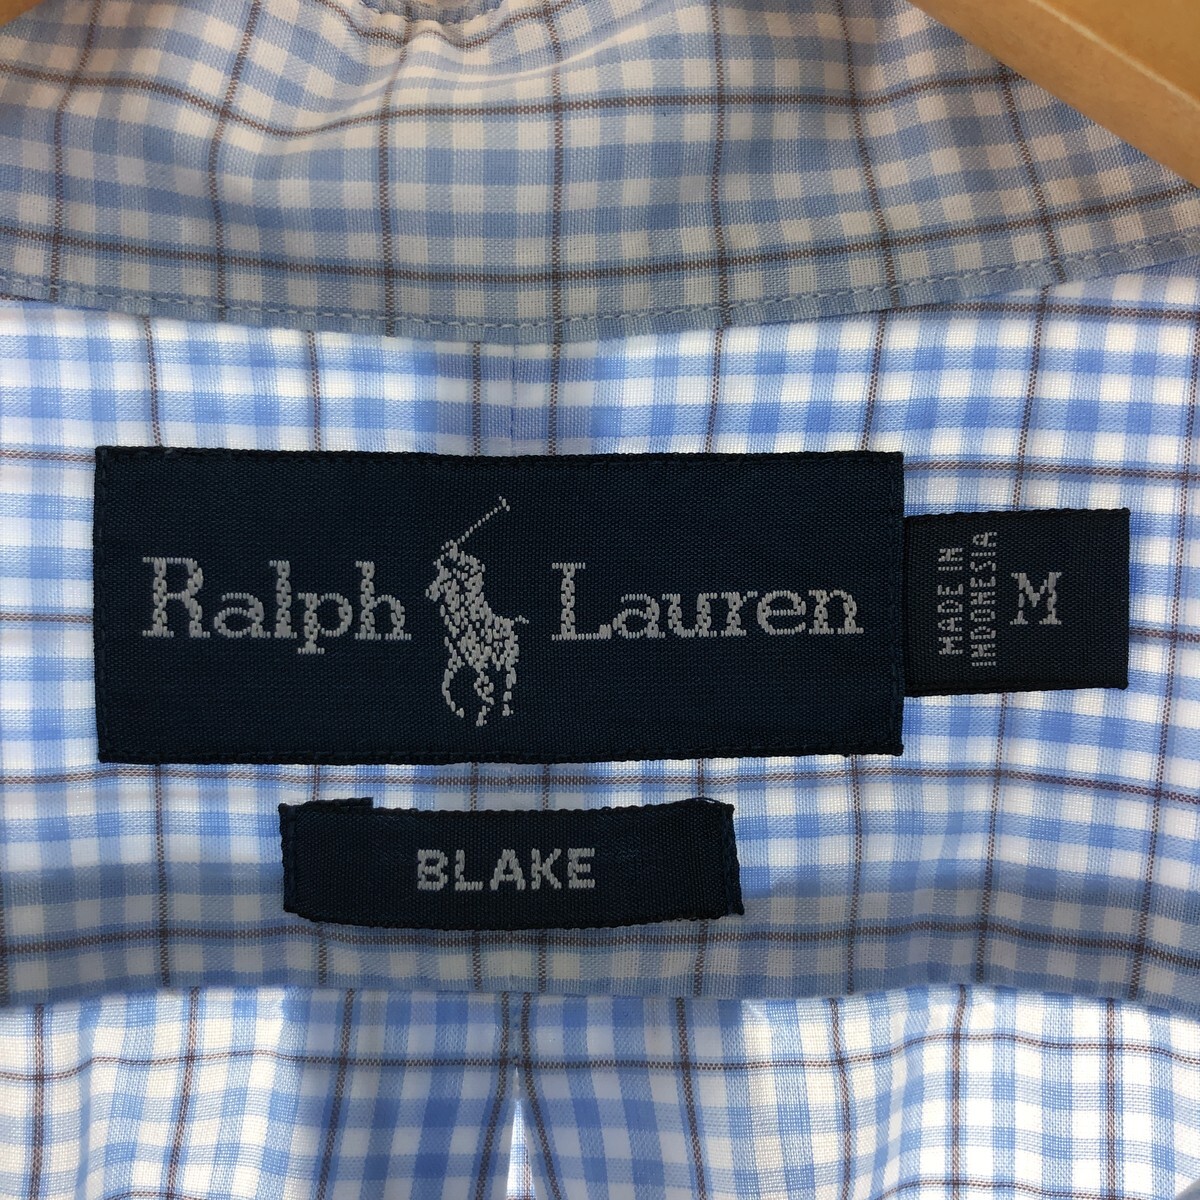 Ralph Lauren
MADE IN
INDONESIA
M
BLAKE